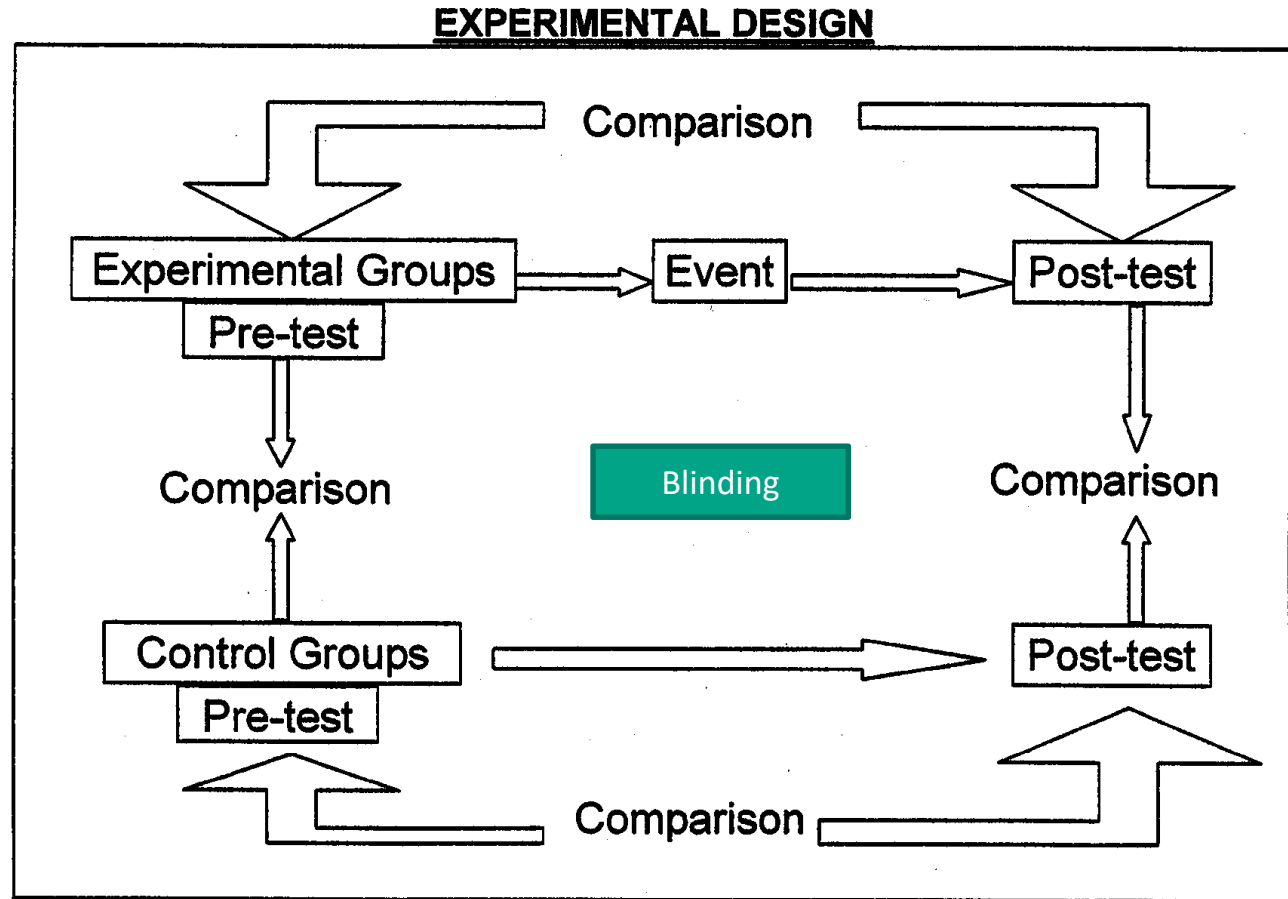 EXPERIMENTAL DESIGN
Comparison
Experimental Groups
Event
Post-test
Pre-test
Comparison
Blinding
Comparison
Control Groups
Post-test
Pre-test
Comparison